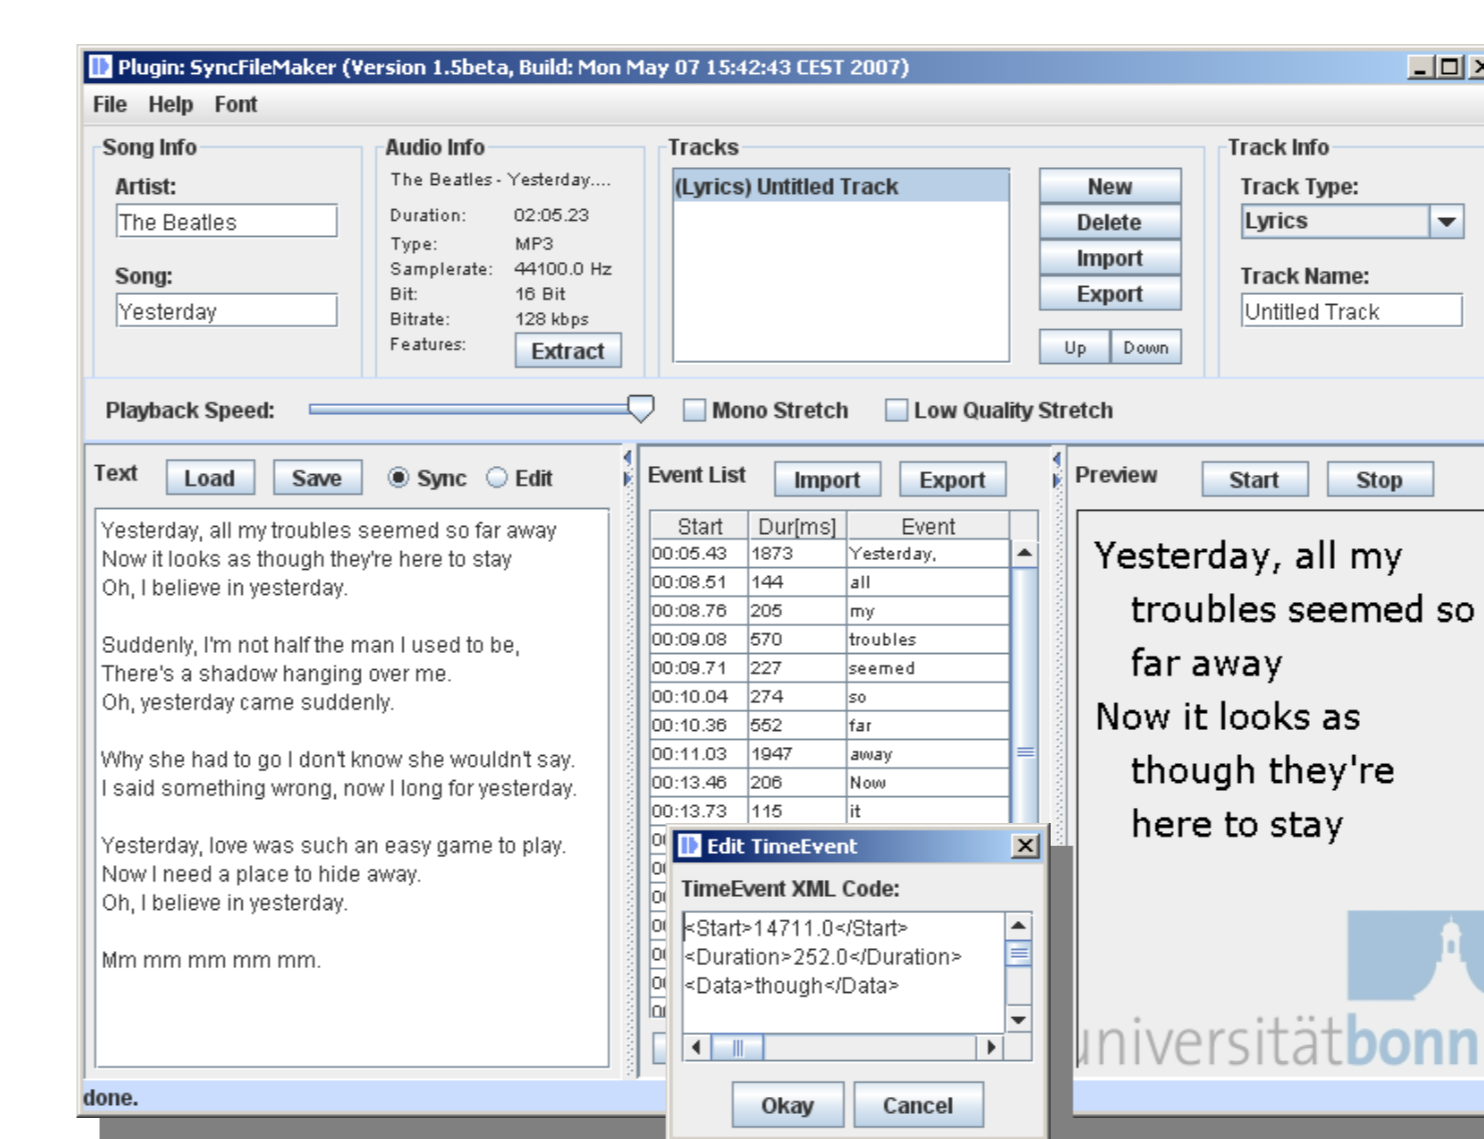 Plugin: SyncFileMaker (Version 1.5beta, Build: Mon May 07 15:42:43 CEST 2007)
File Help Font
Song Info
Artist:
The Beatles
Song:
Yesterday
Audio Info
The Beatles - Yesterday....
Duration: 02:05.23
Type: MP3
Samplerate: 44100.0 Hz
Bit: 16 Bit
Bitrate: 128 kbps
Features: Extract
Tracks
(Lyrics) Untitled Track
New
Delete
Import
Export
Up Down
Track Info
Track Type:
Lyrics
Track Name:
Untitled Track
Playback Speed: Mono Stretch Low Quality Stretch
Text Load Save Sync Edit
Yesterday, all my troubles seemed so far away
Now it looks as though they're here to stay
Oh, I believe in yesterday.
Suddenly, I'm not half the man I used to be,
There's a shadow hanging over me.
Oh, yesterday came suddenly.
Why she had to go I don't know she wouldn't say.
I said something wrong, now I long for yesterday.
Yesterday, love was such an easy game to play.
Now I need a place to hide away.
Oh, I believe in yesterday.
Mm mm mm mm mm.
Event List Import Export
Start Dur[ms] Event
00:05.43 1873 Yesterday,
00:08.51 144 all
00:08.76 205 my
00:09.08 570 troubles
00:09.71 227 seemed
00:10.04 274 so
00:10.36 552 far
00:11.03 1947 away
00:13.46 206 Now
00:13.73 115 it
Edit TimeEvent
TimeEvent XML Code:
<Start>14711.0</Start>
<Duration>252.0</Duration>
<Data>though</Data>
Okay Cancel
Preview Start Stop
Yesterday, all my
troubles seemed so
far away
Now it looks as
though they're
here to stay
universitätbonn
done.